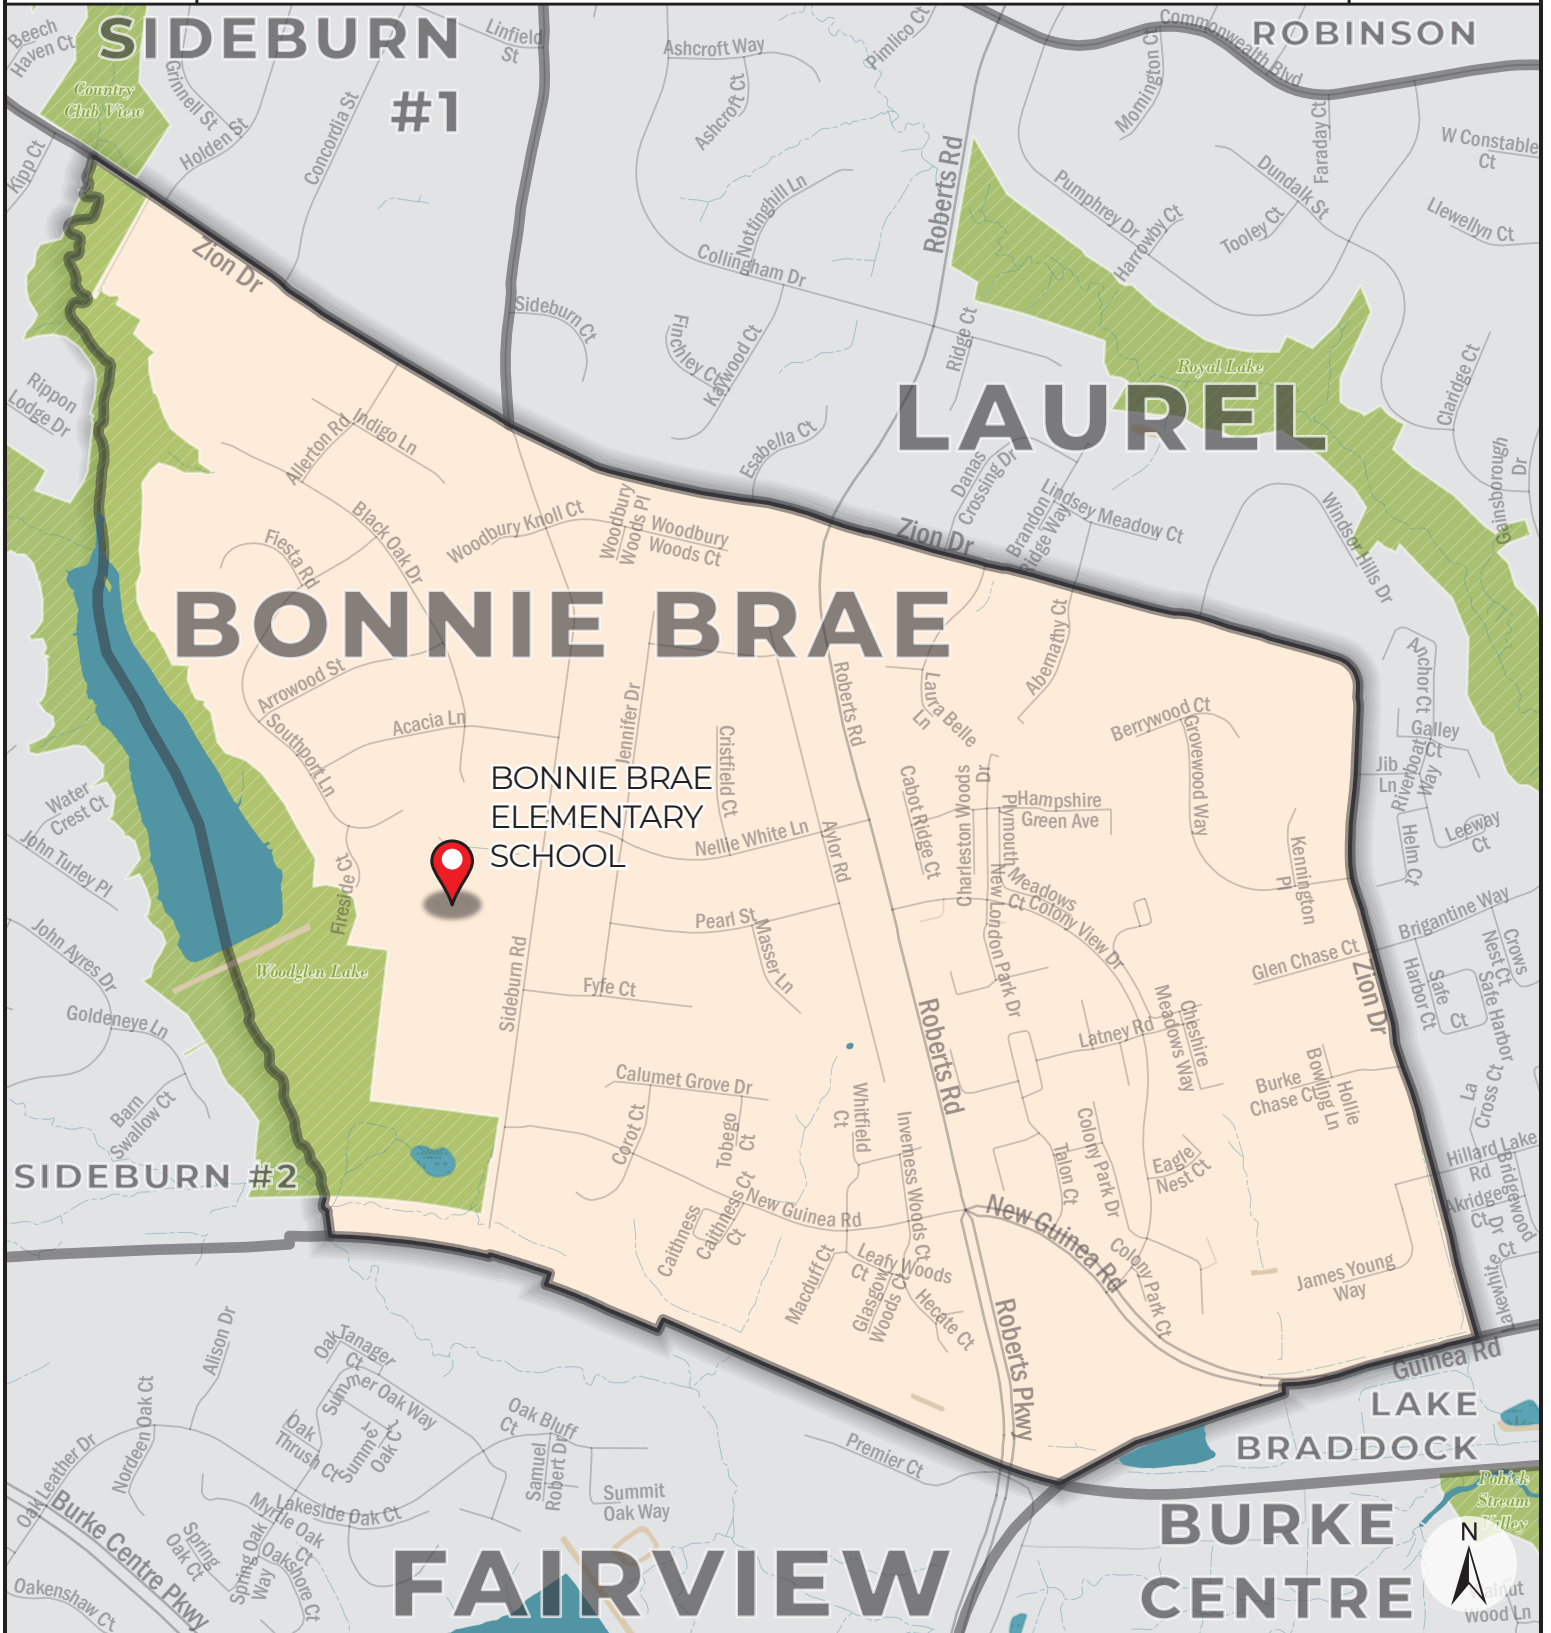 SIDEBURN
#1
ROBINSON
Beech
Haven Ct
Country
Club View
Grinnell St
Holden St
Kipp Ct
Concordia St
Linfield
St
Ashcroft Way
Ashcroft Ct
Pimlico Ct
Commonwealth Blvd
Mornington Ct
Faraday Ct
W Constable
Ct
Pumphrey Dr
Harrowby Ct
Dundalk St
Tooley Ct
Llewellyn Ct
Roberts Rd
Nottinghill Ln
Collingham Dr
Zion Dr
Sideburn Ct
Finchley Ct
Kaywood Ct
Ridge Ct
Royal Lake
Claridge Ct
LAUREL
Rippon
Lodge Dr
Allerton Rd
Indigo Ln
Esabella Ct
Danas
Crossing Dr
Gainsborough
Dr
Lindsey Meadow Ct
Brandon
Ridge Way
Windsor Hills Dr
Zion Dr
Black Oak Dr
Woodbury Knoll Ct
Woodbury
Woods Pl
Woodbury
Woods Ct
Fiesta Rd
BONNIE BRAE
Arrowood St
Southport Ln
Acacia Ln
Jennifer Dr
Cristfield Ct
Roberts Rd
Laura Belle
Ln
Abernathy Ct
Berrywood Ct
Grovewood Way
Anchor Ct
Galley
Ct
Jib
Ln
Riverboat
Way
Leeway
Ct
Helm Ct
BONNIE BRAE
ELEMENTARY
SCHOOL
Water
Crest Ct
John Turley Pl
Nellie White Ln
Aylor Rd
Cabot Ridge Ct
Charleston Woods
Dr
Hampshire
Green Ave
Plymouth Meadows
Ct
New London Park Dr
Colony View Dr
Kennington
Pl
Brigantine Way
Crows
Nest Ct
Fireside Ct
Pearl St
Masser Ln
Glen Chase Ct
Zion Dr
Safe
Harbor Ct
Safe Harbor
Ct
John Ayres Dr
Woodglen Lake
Sideburn Rd
Fyfe Ct
Goldeneye Ln
Roberts Rd
Latney Rd
Cheshire
Meadows Way
Burke
Chase Ct
Hollie
Bowling Ln
La
Cross Ct
Barn
Swallow Ct
Calumet Grove Dr
Corot Ct
Tobego
Ct
Whitfield
Ct
Inverness Woods Ct
Talon Ct
Colony Park Dr
Eagle
Nest Ct
Hillard Lake
Rd
Bridgewood
Dr
Akridge
Ct
SIDEBURN #2
New Guinea Rd
Caithness
Ct
Caithness Ct
New Guinea Rd
Macduff Ct
Leafy Woods
Ct
Glasgow
Woods Ct
Hecate Ct
Colony Park Ct
James Young
Way
Roberts Pkwy
Guinea Rd
LAKE
BRADDOCK
Alison Dr
Tanager
Ct
Oak
Summer Oak Way
Nordeen Oak Ct
Oak
Thrush Ct
Summer
Oak Ct
Oak Bluff
Ct
Samuel
Robert Dr
Summit
Oak Way
Premier Ct
Oak Leather Dr
Burke Centre Pkwy
Lakeside Oak Ct
Myrtle Oak
Ct
Spring
Oak Ct
Spring Oak
Way
Oakshore Ct
Oakenshaw Ct
FAIRVIEW
BURKE
CENTRE
Pohick
Stream
Valley
N
Wood Ln